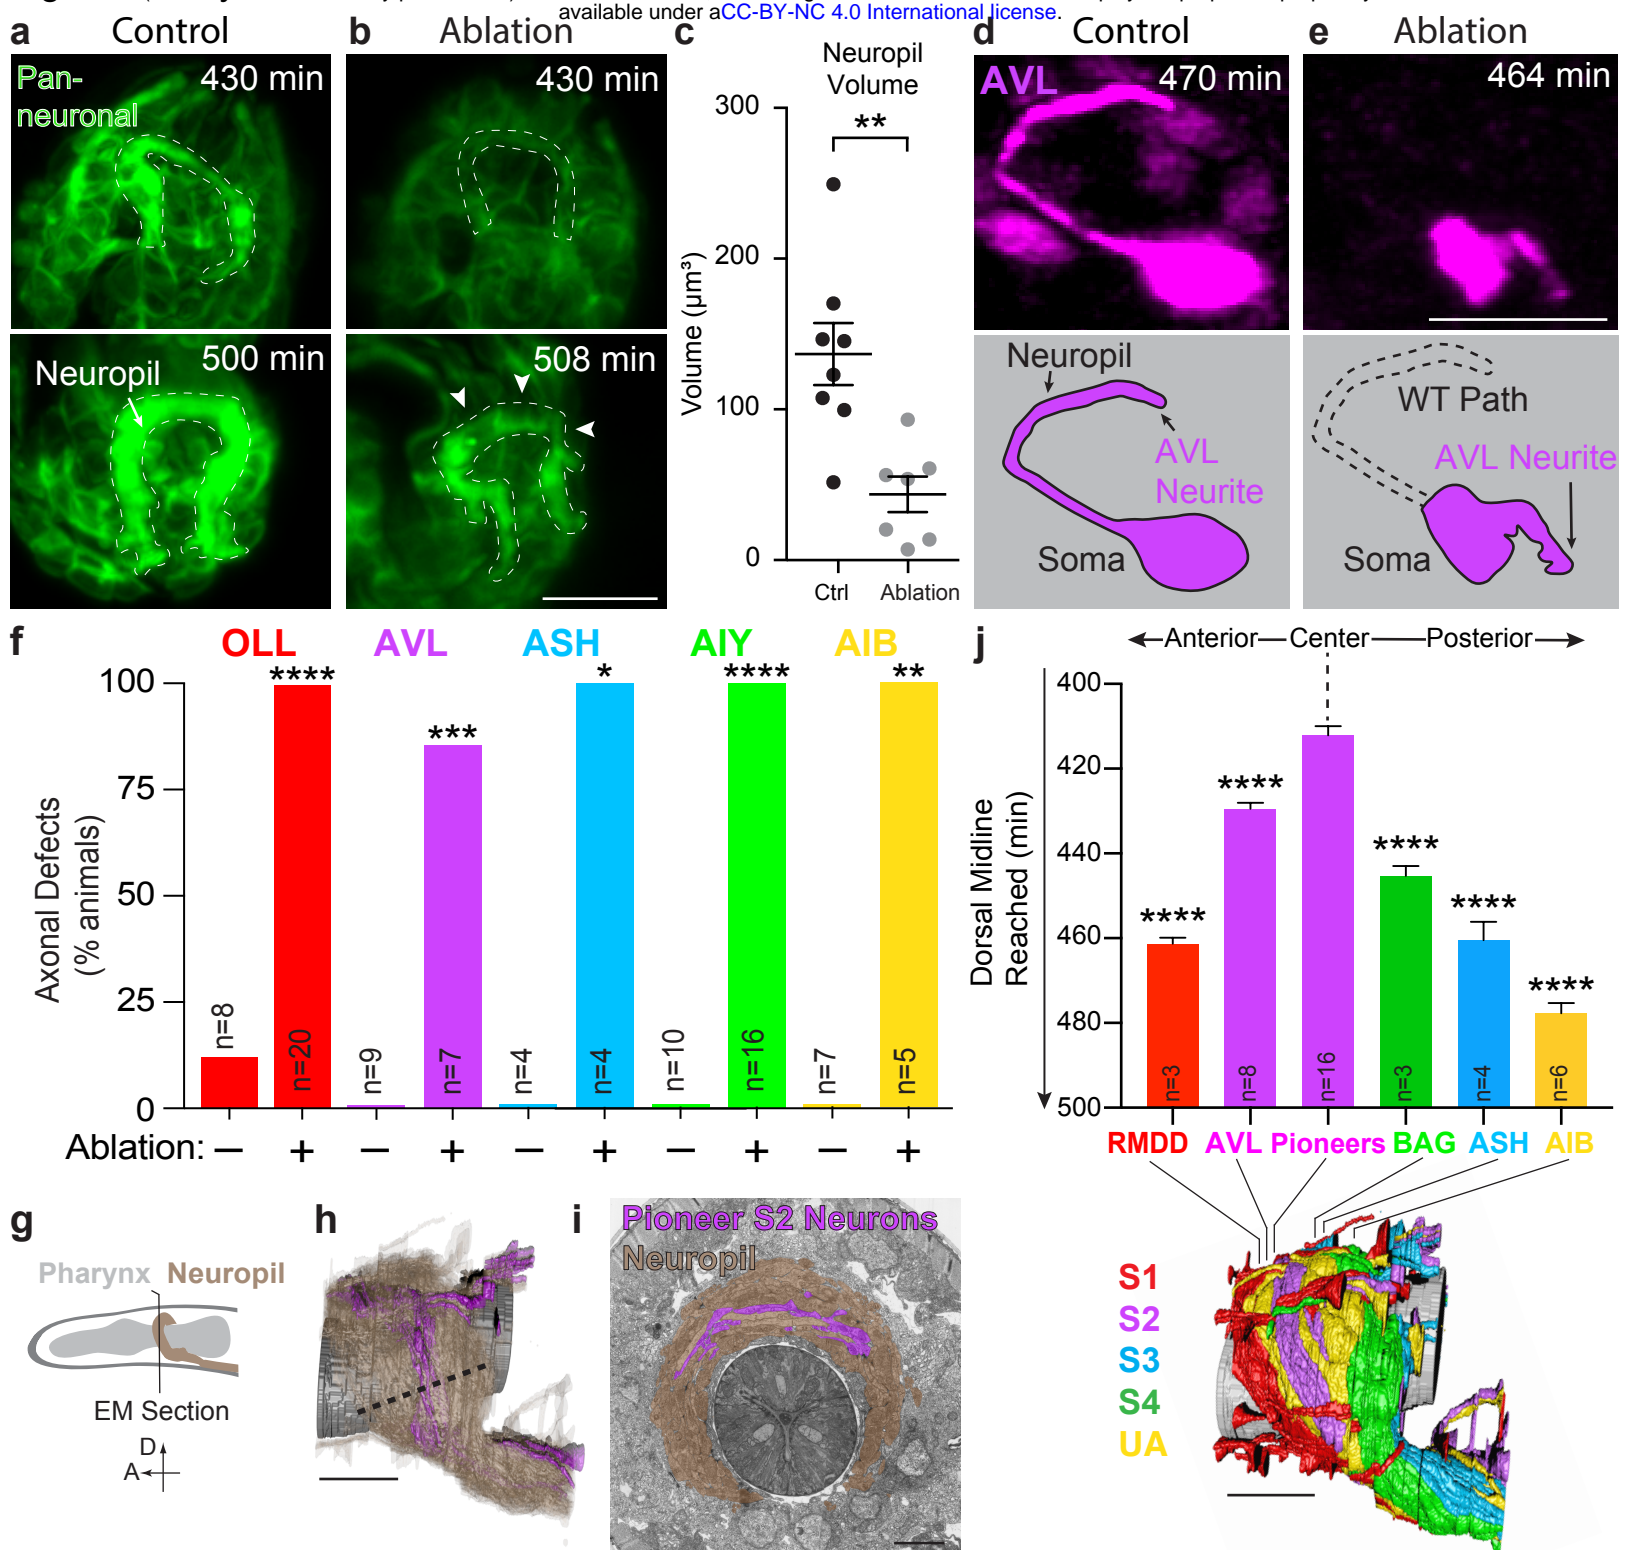 available under aCC-BY-NC 4.0 International license.
a Control
Pan-
neuronal
430 min
Neuropil
500 min
b Ablation
430 min
508 min
c
Neuropil
Volume
Volume (µm³)
300
200
100
0
**
Ctrl
Ablation
d Control
AVL
470 min
Neuropil
AVL
Neurite
Soma
e Ablation
464 min
WT Path
AVL Neurite
Soma
f
OLL AVL ASH AIY AIB
**** *** * **** **
Axonal Defects
(% animals)
100
75
50
25
0
n=8
n=20
n=9
n=7
n=4
n=4
n=10
n=16
n=7
n=5
Ablation: – + – + – + – + – +
g
Pharynx Neuropil
EM Section
D
A
h
i
Pioneer S2 Neurons
Neuropil
j
Anterior Center Posterior
Dorsal Midline
Reached (min)
400
420
440
460
480
500
****
****
****
****
****
n=3
n=8
n=16
n=3
n=4
n=6
RMDD AVL Pioneers BAG ASH AIB
S1
S2
S3
S4
UA